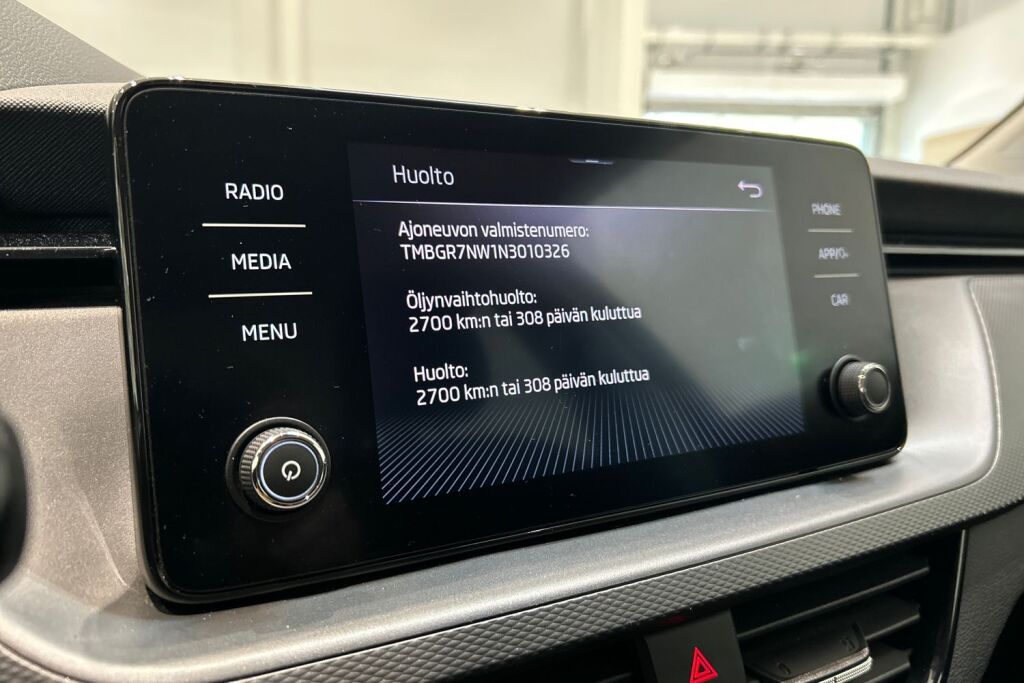 RADIO
MEDIA
MENU
Huolto
Ajoneuvon valmistenumero:
TMBGR7NW1N3010326
Öljynvaihtohuolto:
2700 km:n tai 308 päivän kuluttua
Huolto:
2700 km:n tai 308 päivän kuluttua
PHONE
CAR